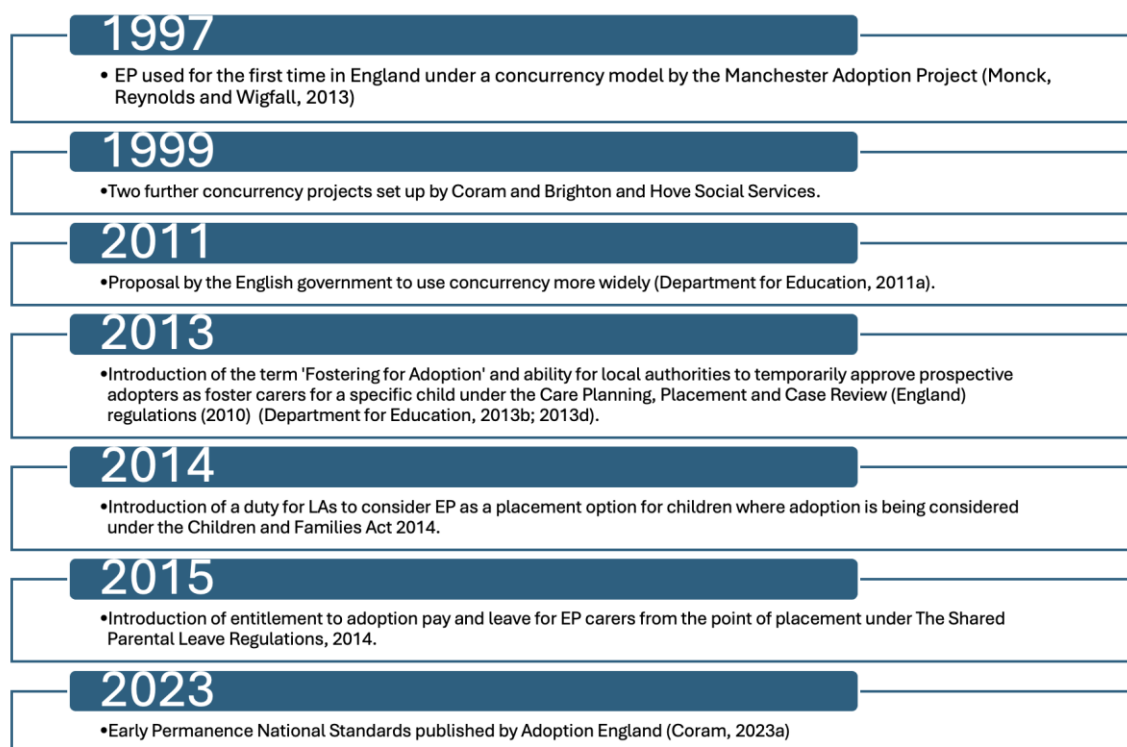 1997
• EP used for the first time in England under a concurrency model by the Manchester Adoption Project (Monck,
Reynolds and Wigfall, 2013)
1999
•Two further concurrency projects set up by Coram and Brighton and Hove Social Services.
2011
•Proposal by the English government to use concurrency more widely (Department for Education, 2011a).
2013
•Introduction of the term 'Fostering for Adoption' and ability for local authorities to temporarily approve prospective
adopters as foster carers for a specific child under the Care Planning, Placement and Case Review (England)
regulations (2010) (Department for Education, 2013b; 2013d).
2014
•Introduction of a duty for LAs to consider EP as a placement option for children where adoption is being considered
under the Children and Families Act 2014.
2015
•Introduction of entitlement to adoption pay and leave for EP carers from the point of placement under The Shared
Parental Leave Regulations, 2014.
2023
•Early Permanence National Standards published by Adoption England (Coram, 2023a)